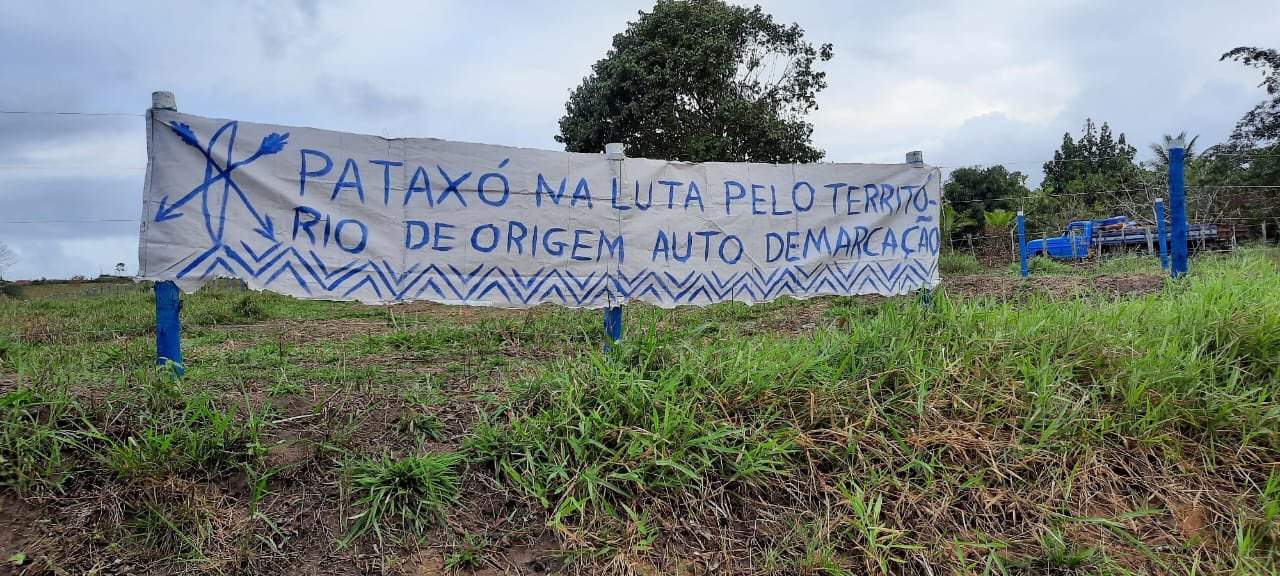 PATAXÓ NA LUTA PELO TERRITÓ-
RIO DE ORIGEM AUTO DEMARCAÇÃO